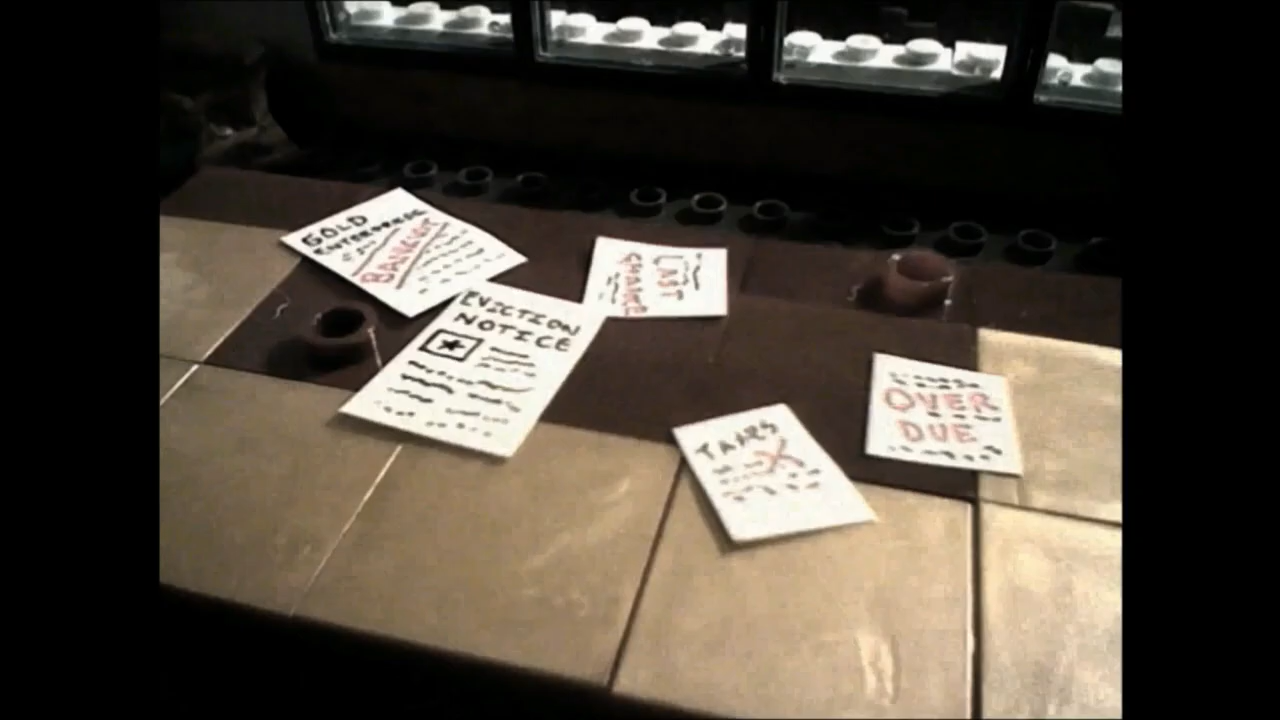 GOLD
BANKRUPT
EVICTION
NOTICE
LAST
CHANCE
TAXES
X
OVER
DUE